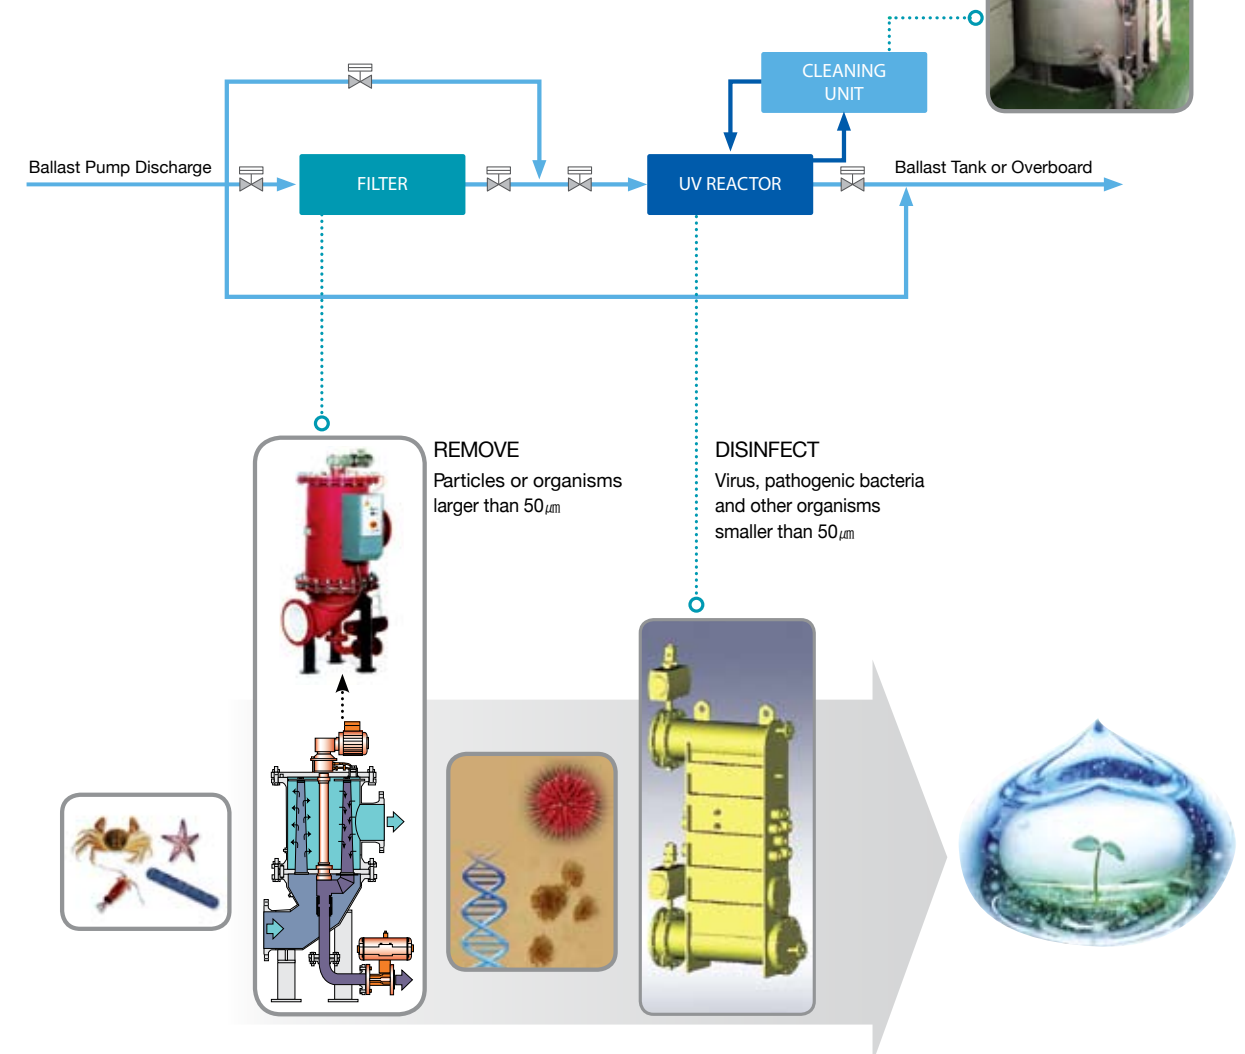 CLEANING
UNIT
Ballast Pump Discharge
FILTER
UV REACTOR
Ballast Tank or Overboard
REMOVE
Particles or organisms
larger than 50㎛
DISINFECT
Virus, pathogenic bacteria
and other organisms
smaller than 50㎛